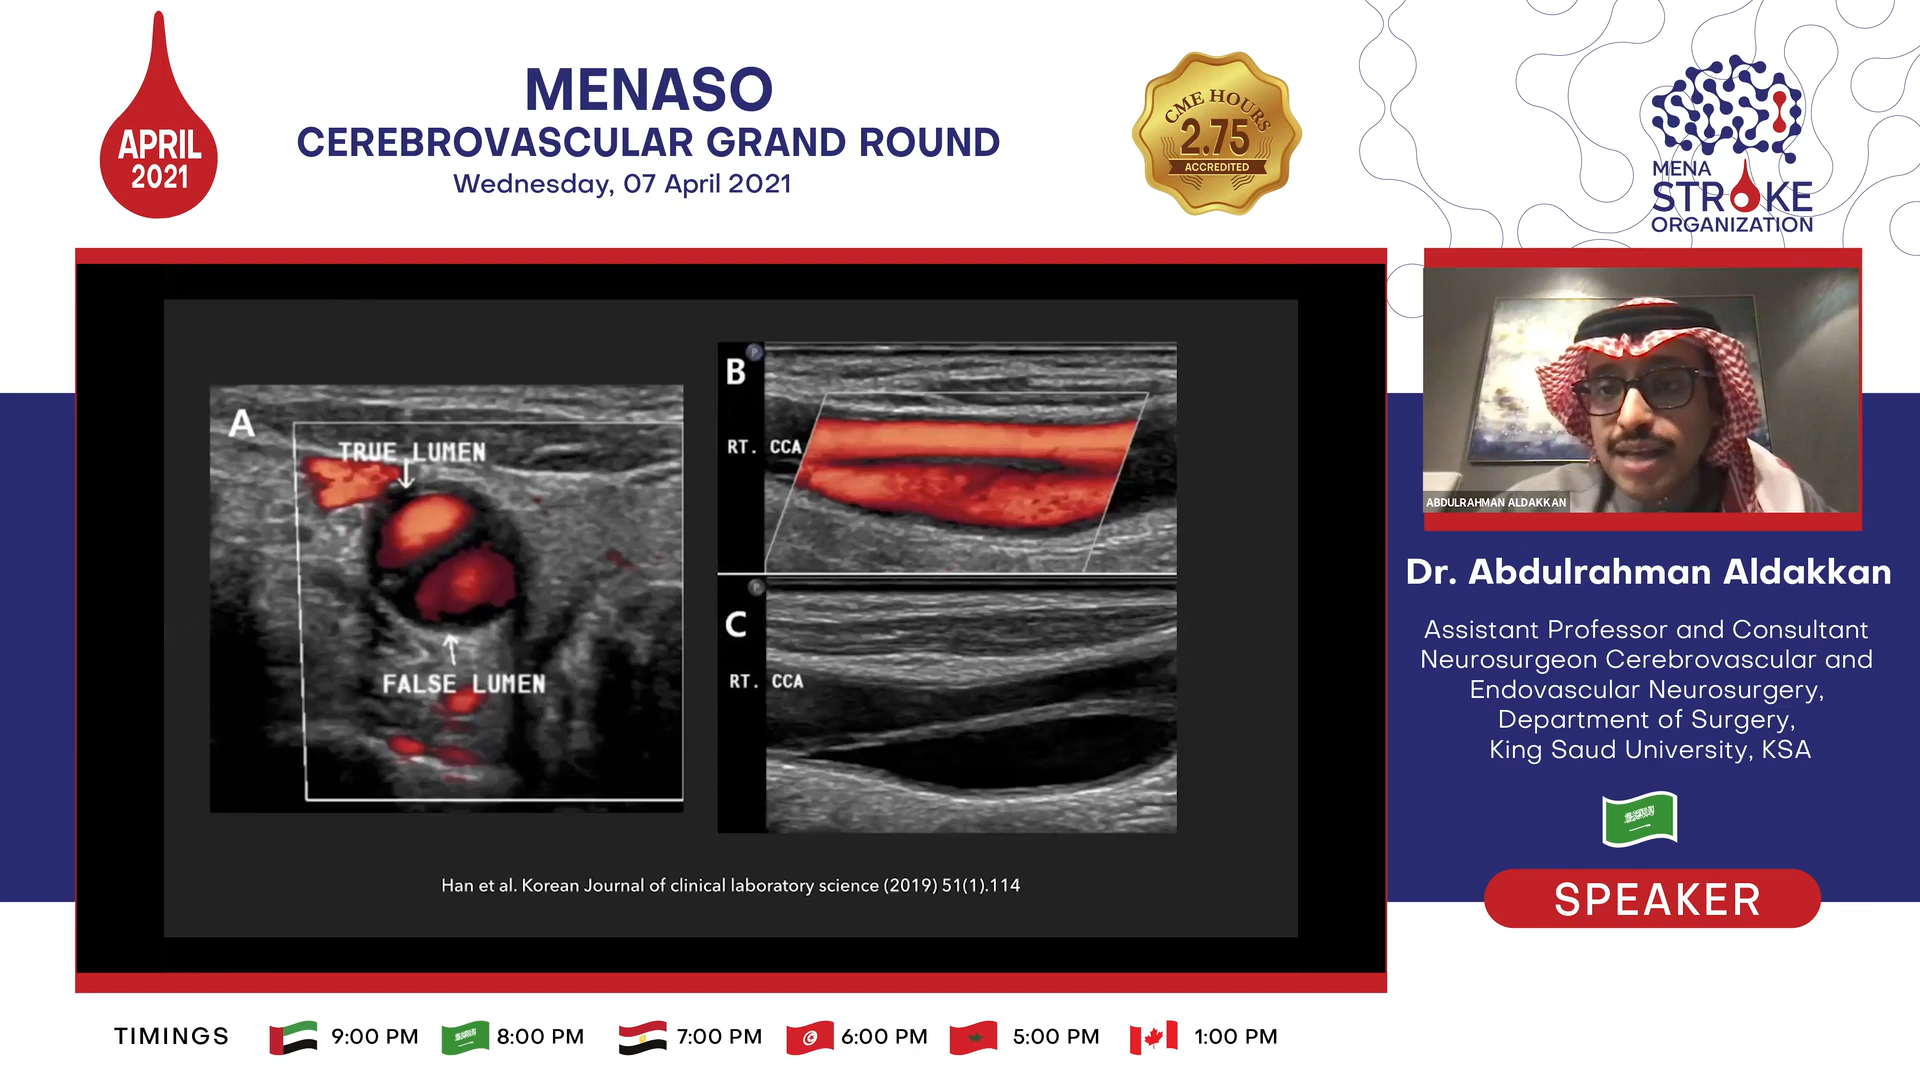 APRIL
2021
MENASO
CEREBROVASCULAR GRAND ROUND
Wednesday, 07 April 2021
CME HOURS
2.75
ACCREDITED
MENA
STROKE
ORGANIZATION
A
TRUE LUMEN
FALSE LUMEN
B
P
RT. CCA
C
P
RT. CCA
Han et al. Korean Journal of clinical laboratory science (2019) 51(1).114
ABDULRAHMAN ALDAKKAN
Dr. Abdulrahman Aldakkan
Assistant Professor and Consultant
Neurosurgeon Cerebrovascular and
Endovascular Neurosurgery,
Department of Surgery,
King Saud University, KSA
SPEAKER
TIMINGS 9:00 PM 8:00 PM 7:00 PM 6:00 PM 5:00 PM 1:00 PM